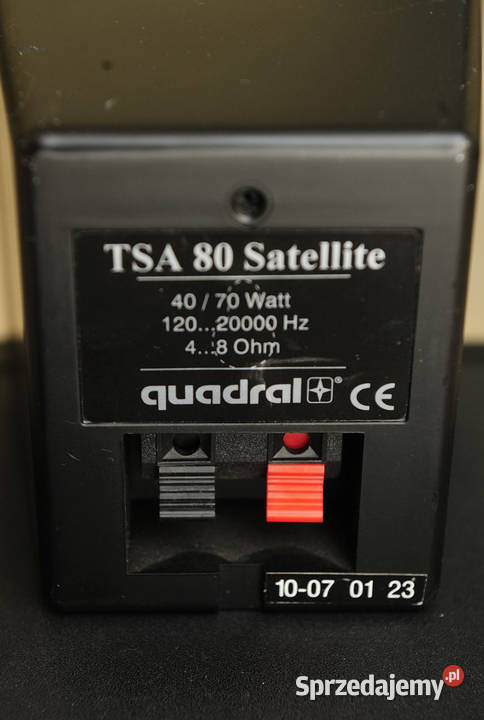 TSA 80 Satellite
40 / 70 Watt
120...20000 Hz
4...8 Ohm
quadral ® CE
10-07 01 23
Sprzedajemy.pl